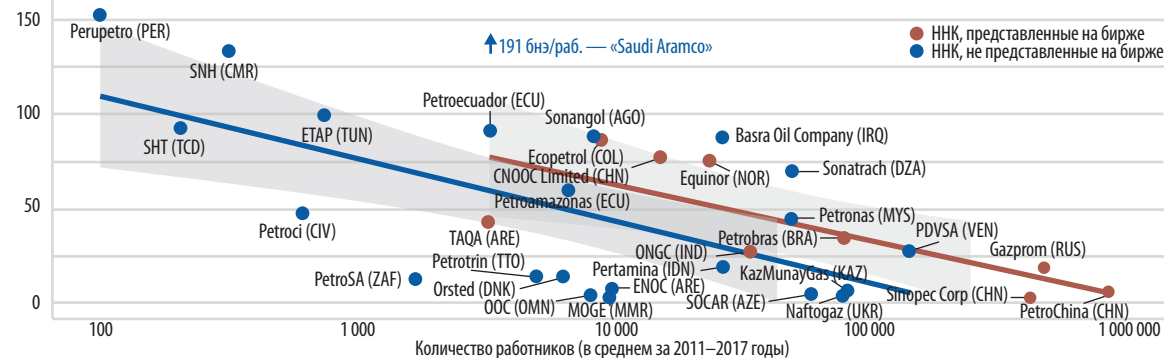 150
Perupetro (PER)
191 бнэ/раб. — «Saudi Aramco»
ННК, представленные на бирже
ННК, не представленные на бирже
SNH (CMR)
100
Petroecuador (ECU)
Sonangol (AGO)
SHT (TCD)
ETAP (TUN)
Basra Oil Company (IRQ)
Ecopetrol (COL)
CNOOC Limited (CHN)
Equinor (NOR)
Sonatrach (DZA)
50
Petroamazonas (ECU)
Petroci (CIV)
TAQA (ARE)
Petronas (MYS)
Petrobras (BRA)
PDVSA (VEN)
ONGC (IND)
Gazprom (RUS)
PetroSA (ZAF)
Petrotrin (TTO)
Pertamina (IDN)
KazMunayGas (KAZ)
Orsted (DNK)
ENOC (ARE)
OOC (OMN)
MOGE (MMR)
SOCAR (AZE)
Naftogaz (UKR)
Sinopec Corp (CHN)
PetroChina (CHN)
0
100
1 000
10 000
100 000
1000 000
Количество работников (в среднем за 2011–2017 годы)